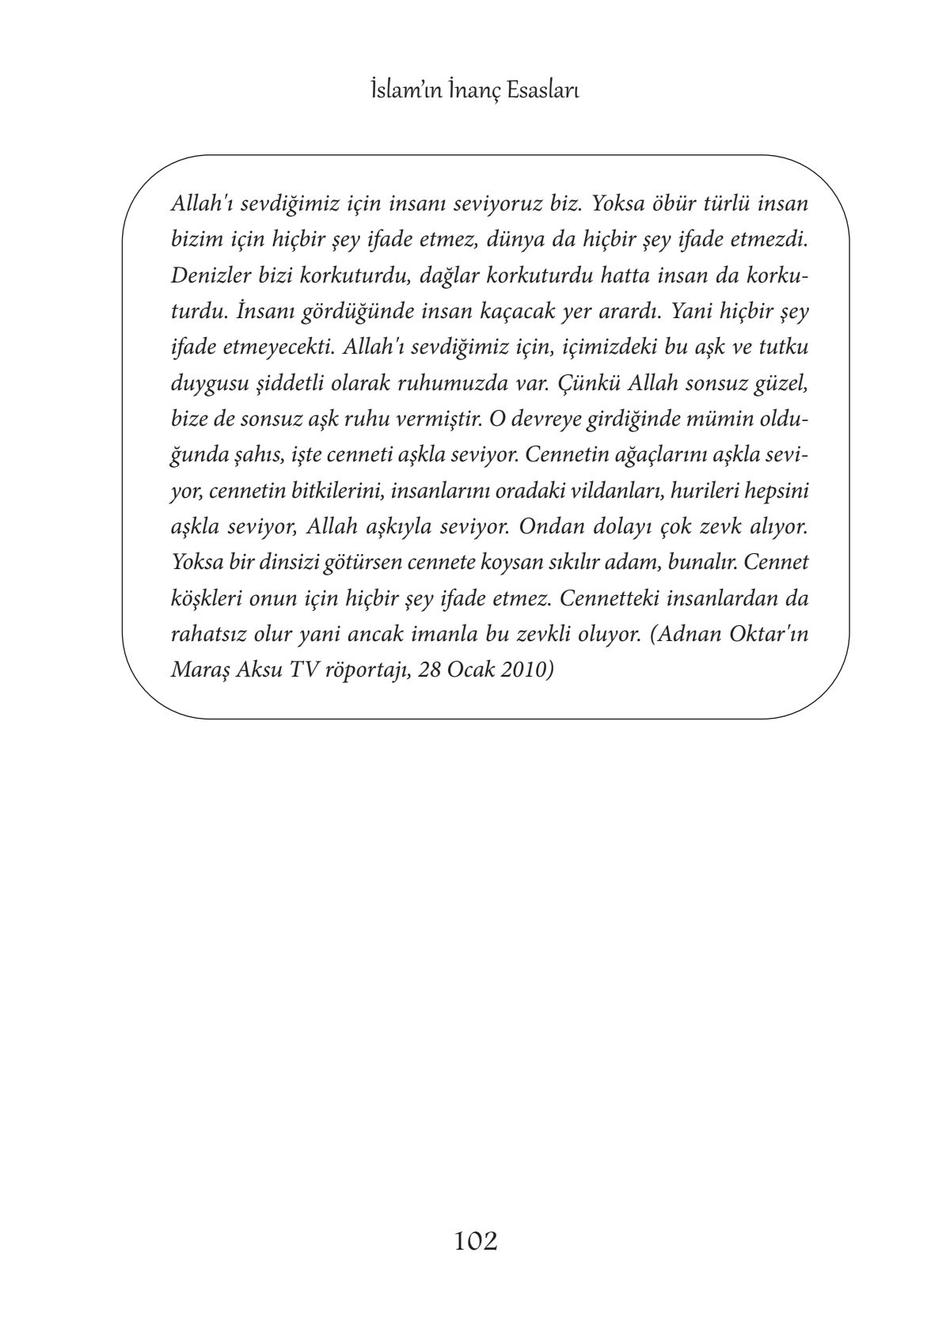 İslam'ın İnanç Esasları
Allah'ı sevdiğimiz için insanı seviyoruz biz. Yoksa öbür türlü insan
bizim için hiçbir şey ifade etmez, dünya da hiçbir şey ifade etmezdi.
Denizler bizi korkuturdu, dağlar korkuturdu hatta insan da korku-
turdu. İnsanı gördüğünde insan kaçacak yer arardı. Yani hiçbir şey
ifade etmeyecekti. Allah'ı sevdiğimiz için, içimizdeki bu aşk ve tutku
duygusu şiddetli olarak ruhumuzda var. Çünkü Allah sonsuz güzel,
bize de sonsuz aşk ruhu vermiştir. O devreye girdiğinde mümin oldu-
ğunda şahıs, işte cenneti aşkla seviyor. Cennetin ağaçlarını aşkla sevi-
yor, cennetin bitkilerini, insanlarını oradaki vildanları, hurileri hepsini
aşkla seviyor, Allah aşkıyla seviyor. Ondan dolayı çok zevk alıyor.
Yoksa bir dinsizi götürsen cennete koysan sıkılır adam, bunalır. Cennet
köşkleri onun için hiçbir şey ifade etmez. Cennetteki insanlardan da
rahatsız olur yani ancak imanla bu zevkli oluyor. (Adnan Oktar'ın
Maraş Aksu TV röportajı, 28 Ocak 2010)
102